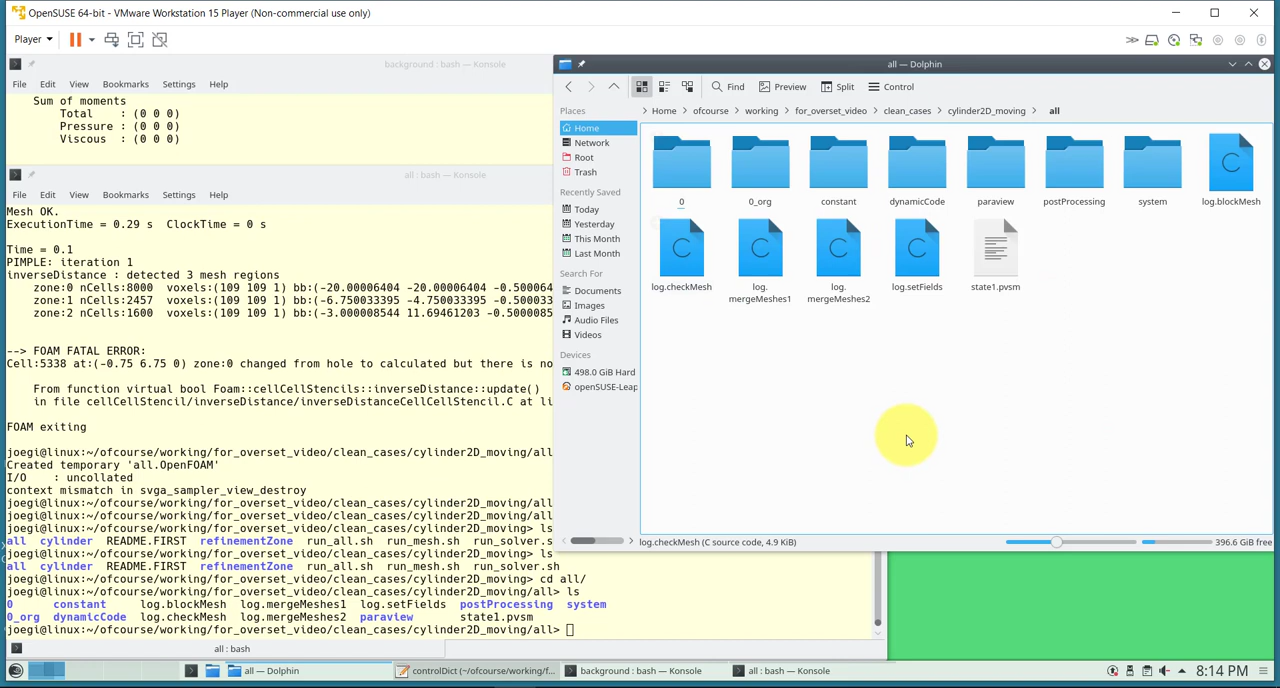 OpenSUSE 64-bit - VMware Workstation 15 Player (Non-commercial use only)
Player
background : bash — Konsole
File Edit View Bookmarks Settings Help
Sum of moments
Total : (0 0 0)
Pressure : (0 0 0)
Viscous : (0 0 0)
all : bash — Konsole
File Edit View Bookmarks Settings Help
Mesh OK.
ExecutionTime = 0.29 s ClockTime = 0 s
Time = 0.1
PIMPLE: iteration 1
inverseDistance : detected 3 mesh regions
zone:0 nCells:8000 voxels:(109 109 1) bb:(-20.00006404 -20.00006404 -0.500064
zone:1 nCells:2457 voxels:(109 109 1) bb:(-6.750033395 -4.750033395 -0.500033
zone:2 nCells:1600 voxels:(109 109 1) bb:(-3.000008544 11.69461203 -0.5000085
--> FOAM FATAL ERROR:
Cell:5338 at:(-0.75 6.75 0) zone:0 changed from hole to calculated but there is no
From function virtual bool Foam::cellCellStencils::inverseDistance::update()
in file cellCellStencil/inverseDistance/inverseDistanceCellCellStencil.C at li
FOAM exiting
joegi@linux:~/ofcourse/working/for_overset_video/clean_cases/cylinder2D_moving/all
Created temporary 'all.OpenFOAM'
I/O : uncollated
context mismatch in svga_sampler_view_destroy
joegi@linux:~/ofcourse/working/for_overset_video/clean_cases/cylinder2D_moving/all
joegi@linux:~/ofcourse/working/for_overset_video/clean_cases/cylinder2D_moving/all
joegi@linux:~/ofcourse/working/for_overset_video/clean_cases/cylinder2D_moving> ls
all cylinder README.FIRST refinementZone run_all.sh run_mesh.sh run_solver.s
joegi@linux:~/ofcourse/working/for_overset_video/clean_cases/cylinder2D_moving> ls
all cylinder README.FIRST refinementZone run_all.sh run_mesh.sh run_solver.sh
joegi@linux:~/ofcourse/working/for_overset_video/clean_cases/cylinder2D_moving> cd all/
joegi@linux:~/ofcourse/working/for_overset_video/clean_cases/cylinder2D_moving/all> ls
0 constant log.blockMesh log.mergeMeshes1 log.setFields postProcessing system
0_org dynamicCode log.checkMesh log.mergeMeshes2 paraview state1.pvsm
joegi@linux:~/ofcourse/working/for_overset_video/clean_cases/cylinder2D_moving/all>
all : bash
all — Dolphin
Find Preview Split Control
Places
Home
Network
Root
Trash
Recently Saved
Today
Yesterday
This Month
Last Month
Search For
Documents
Images
Audio Files
Videos
Devices
498.0 GiB Hard
openSUSE-Leap
Home > ofcourse > working > for_overset_video > clean_cases > cylinder2D_moving > all
0 0_org constant dynamicCode paraview postProcessing system log.blockMesh
log.checkMesh log.mergeMeshes1 log.mergeMeshes2 log.setFields state1.pvsm
log.checkMesh (C source code, 4.9 KiB)
396.6 GiB free
all — Dolphin
controlDict (~/ofcourse/working/f...
background : bash — Konsole
all : bash — Konsole
8:14 PM